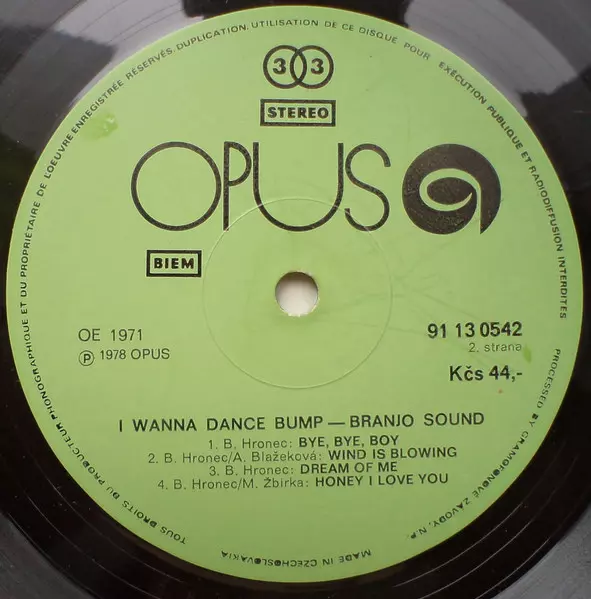 TOUS DROITS DU PRODUCTEUR PHONOGRAPHIQUE ET DU PROPRIÉTAIRE DE L'OEUVRE ENREGISTRÉE RÉSERVÉS. DUPLICATION, UTILISATION DE CE DISQUE POUR EXÉCUTION PUBLIQUE ET RADIODIFFUSION INTERDITES
33
STEREO
OPUS
BIEM
OE 1971
℗ 1978 OPUS
91 13 0542
2. strana
Kčs 44,-
I WANNA DANCE BUMP — BRANJO SOUND
1. B. Hronec: BYE, BYE, BOY
2. B. Hronec/A. Blažeková: WIND IS BLOWING
3. B. Hronec: DREAM OF ME
4. B. Hronec/M. Žbirka: HONEY I LOVE YOU
PROCESSED BY GRAMOFONOVÉ ZÁVODY, N.P.
MADE IN CZECHOSLOVAKIA